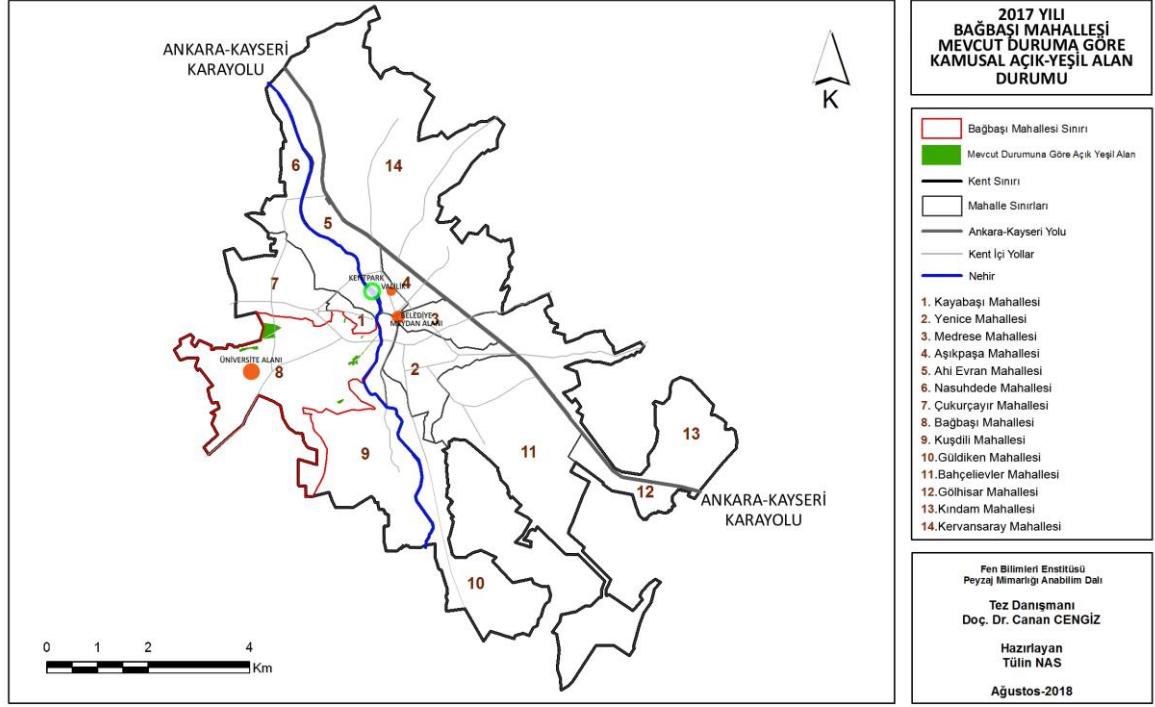 ANKARA-KAYSERİ
KARAYOLU
K
6
14
5
7
KENTPARK
VALİLİK
4
BELEDİYE
MEYDAN ALANI
3
1
ÜNİVERSİTE ALANI
8
2
9
11
13
12
ANKARA-KAYSERİ
KARAYOLU
10
0 1 2 4
Km
2017 YILI
BAĞBAŞI MAHALLEŞİ
MEVCUT DURUMA GÖRE
KAMUSAL AÇIK-YEŞİL ALAN
DURUMU
Bağbaşı Mahallesi Sınırı
Mevcut Durumuna Göre Açık Yeşil Alan
Kent Sınırı
Mahalle Sınırları
Ankara-Kayseri Yolu
Kent İçi Yollar
Nehir
1. Kayabaşı Mahallesi
2. Yenice Mahallesi
3. Medrese Mahallesi
4. Aşıkpaşa Mahallesi
5. Ahi Evran Mahallesi
6. Nasuhdede Mahallesi
7. Çukurçayır Mahallesi
8. Bağbaşı Mahallesi
9. Kuşdili Mahallesi
10.Güldiken Mahallesi
11.Bahçelievler Mahallesi
12.Gölhisar Mahallesi
13.Kındam Mahallesi
14.Kervansaray Mahallesi
Fen Bilimleri Enstitüsü
Peyzaj Mimarlığı Anabilim Dalı
Tez Danışmanı
Doç. Dr. Canan CENGİZ
Hazırlayan
Tülin NAS
Ağustos-2018